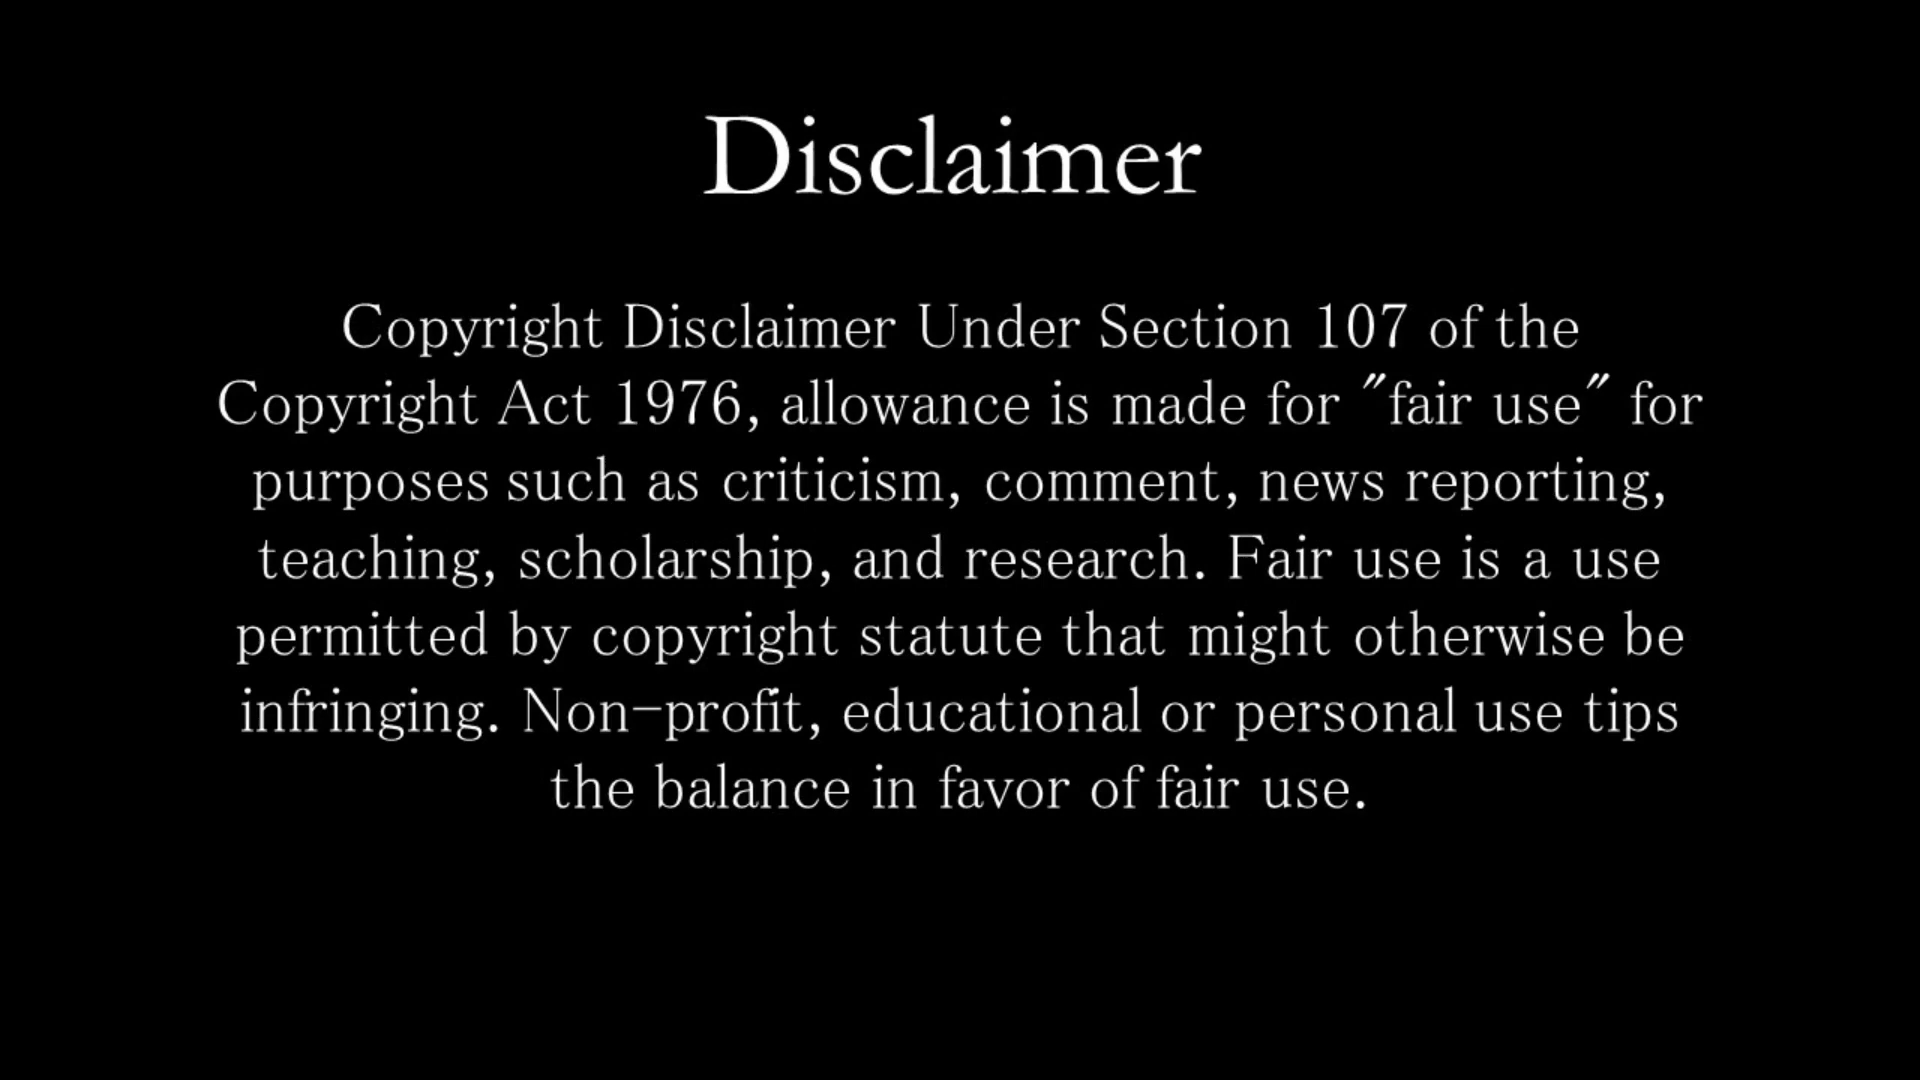 Disclaimer
Copyright Disclaimer Under Section 107 of the
Copyright Act 1976, allowance is made for "fair use" for
purposes such as criticism, comment, news reporting,
teaching, scholarship, and research. Fair use is a use
permitted by copyright statute that might otherwise be
infringing. Non-profit, educational or personal use tips
the balance in favor of fair use.